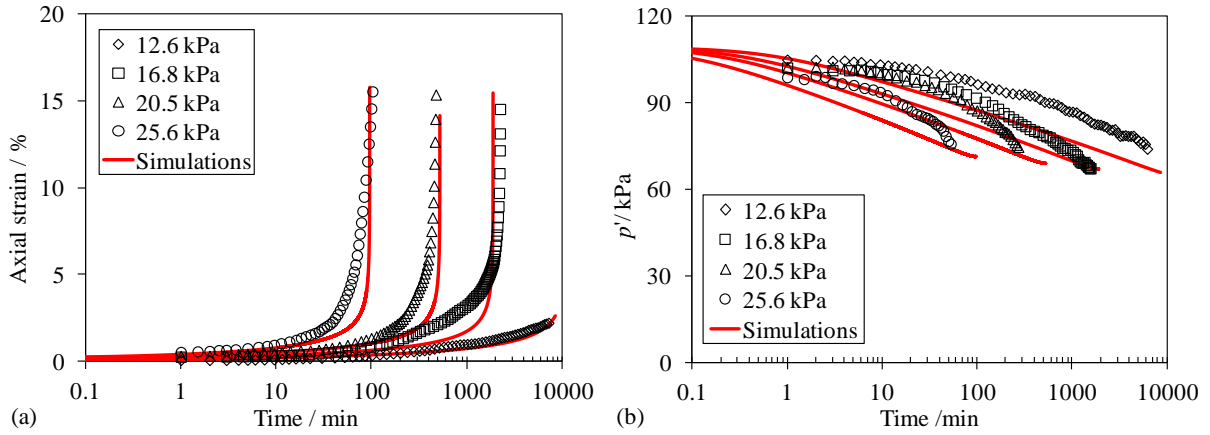 20
15
10
5
0
Axial strain / %
12.6 kPa
16.8 kPa
20.5 kPa
25.6 kPa
Simulations
0.1 1 10 100 1000 10000
Time / min
(a)
120
90
60
30
0
p'/ kPa
12.6 kPa
16.8 kPa
20.5 kPa
25.6 kPa
Simulations
0.1 1 10 100 1000 10000
Time /min
(b)